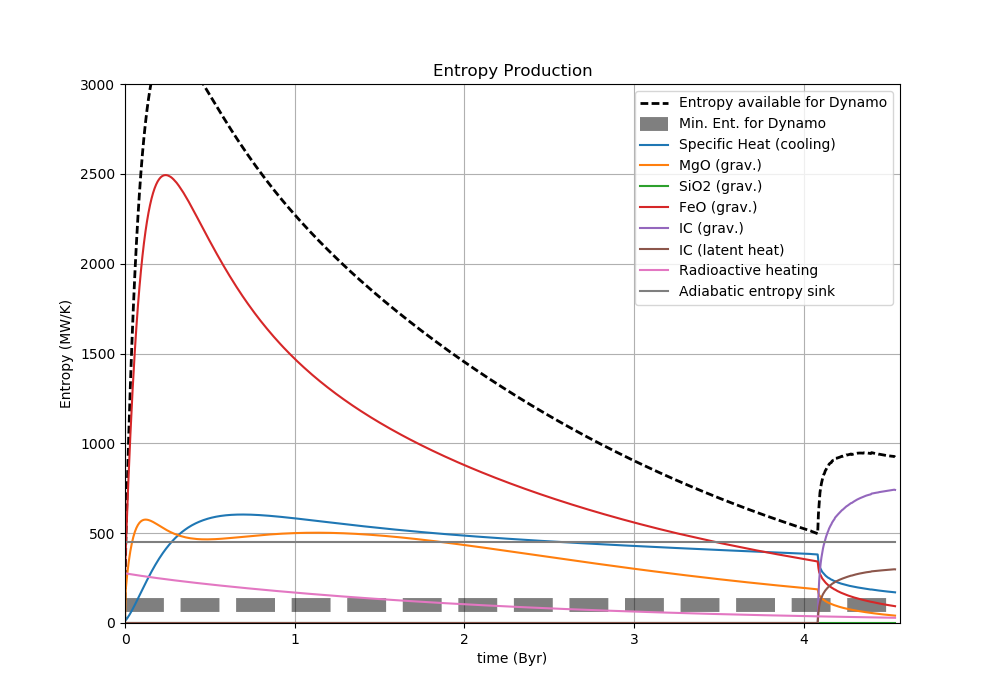 Entropy Production
3000
2500
2000
1500
1000
500
0
Entropy (MW/K)
0 1 2 3 4
time (Byr)
Entropy available for Dynamo
Min. Ent. for Dynamo
Specific Heat (cooling)
MgO (grav.)
SiO2 (grav.)
FeO (grav.)
IC (grav.)
IC (latent heat)
Radioactive heating
Adiabatic entropy sink